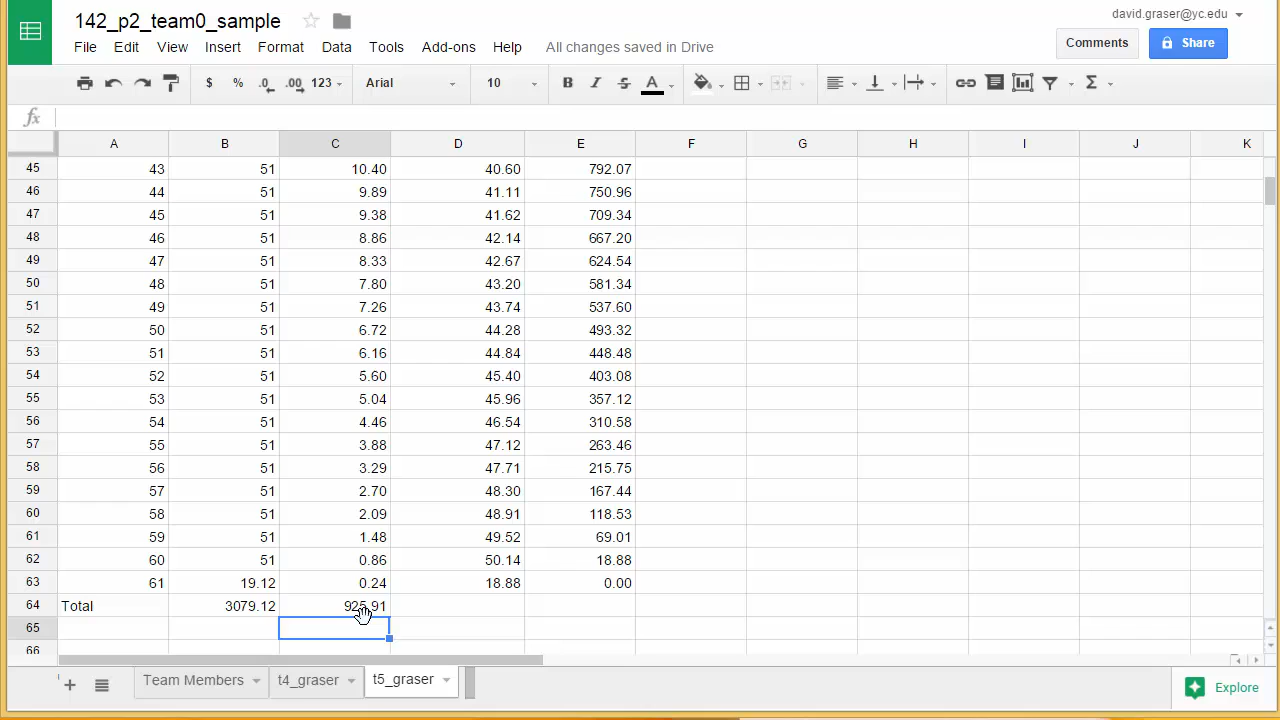 142_p2_team0_sample
david.graser@yc.edu
File Edit View Insert Format Data Tools Add-ons Help All changes saved in Drive
Comments Share
$ % .0 .00 123 Arial 10 B I S A Σ
fx
A B C D E F G H I J K
45 43 51 10.40 40.60 792.07
46 44 51 9.89 41.11 750.96
47 45 51 9.38 41.62 709.34
48 46 51 8.86 42.14 667.20
49 47 51 8.33 42.67 624.54
50 48 51 7.80 43.20 581.34
51 49 51 7.26 43.74 537.60
52 50 51 6.72 44.28 493.32
53 51 51 6.16 44.84 448.48
54 52 51 5.60 45.40 403.08
55 53 51 5.04 45.96 357.12
56 54 51 4.46 46.54 310.58
57 55 51 3.88 47.12 263.46
58 56 51 3.29 47.71 215.75
59 57 51 2.70 48.30 167.44
60 58 51 2.09 48.91 118.53
61 59 51 1.48 49.52 69.01
62 60 51 0.86 50.14 18.88
63 61 19.12 0.24 18.88 0.00
64 Total 3079.12 925.91
65
66
Team Members t4_graser t5_graser Explore